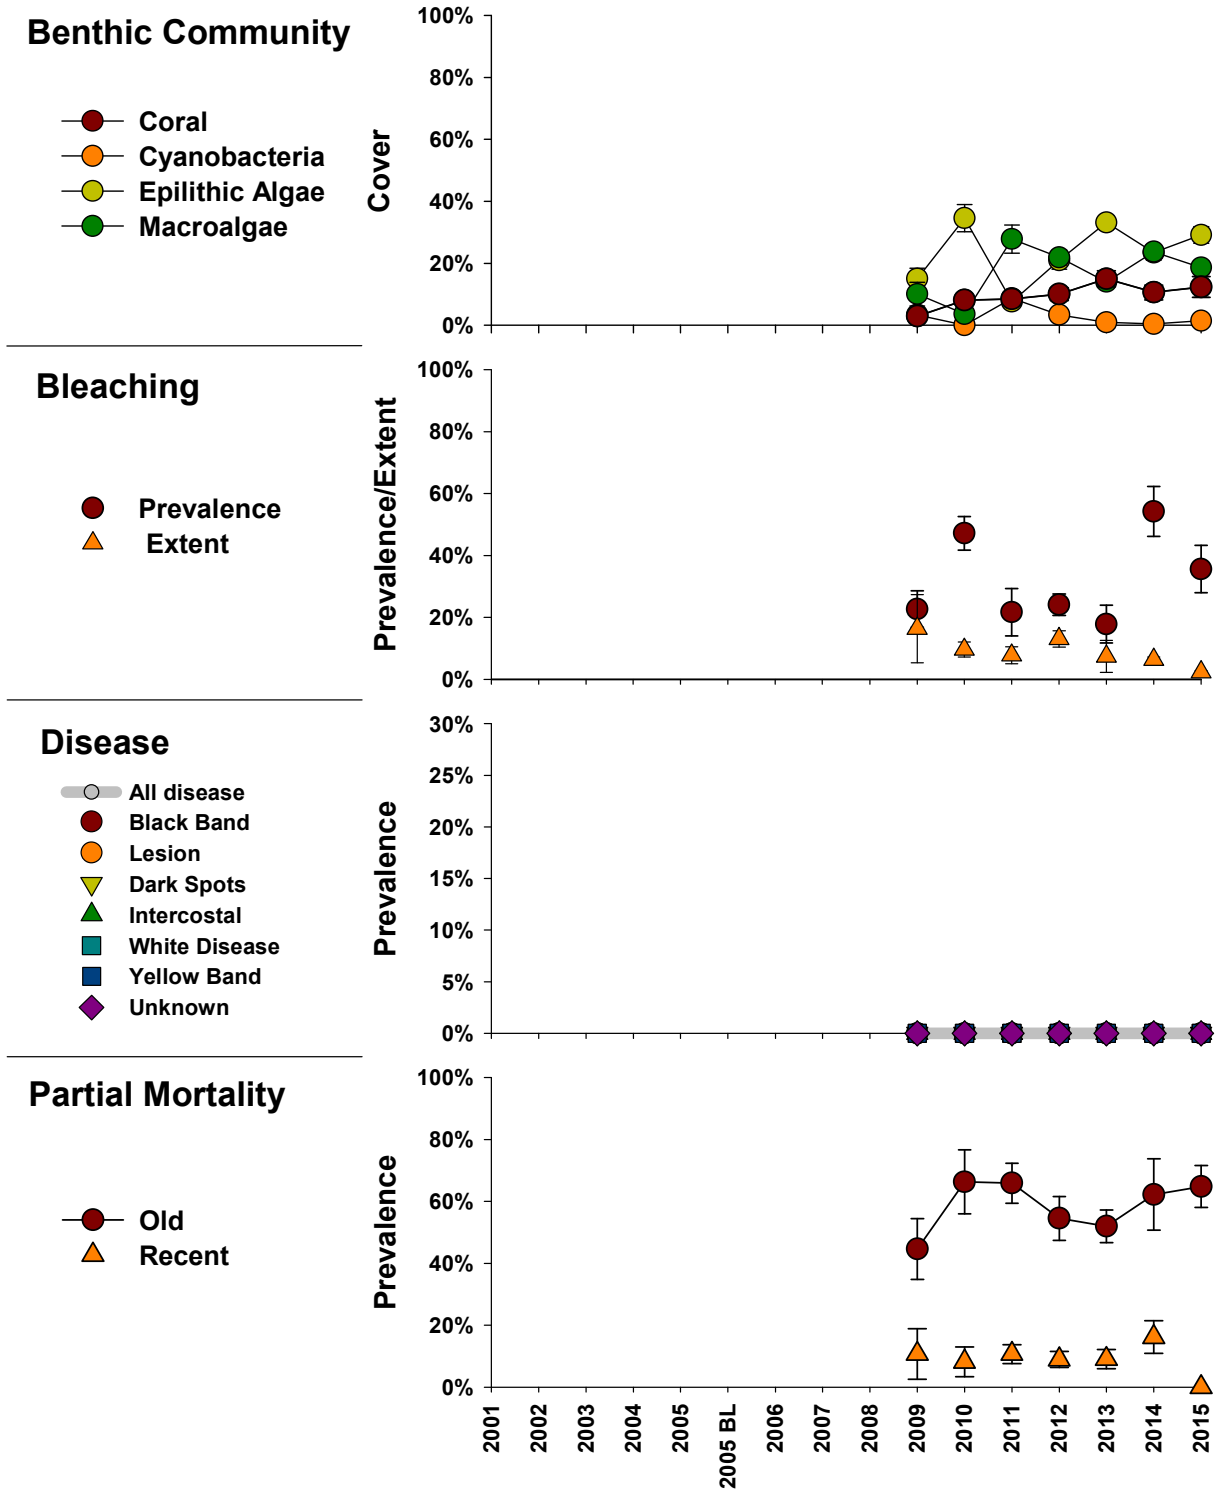 Benthic Community
Coral
Cyanobacteria
Epilithic Algae
Macroalgae
Cover
100%
80%
60%
40%
20%
0%
Bleaching
Prevalence
Extent
Prevalence/Extent
100%
80%
60%
40%
20%
0%
Disease
All disease
Black Band
Lesion
Dark Spots
Intercostal
White Disease
Yellow Band
Unknown
Prevalence
30%
25%
20%
15%
10%
5%
0%
Partial Mortality
Old
Recent
Prevalence
100%
80%
60%
40%
20%
0%
2001
2002
2003
2004
2005
2005 BL
2006
2007
2008
2009
2010
2011
2012
2013
2014
2015